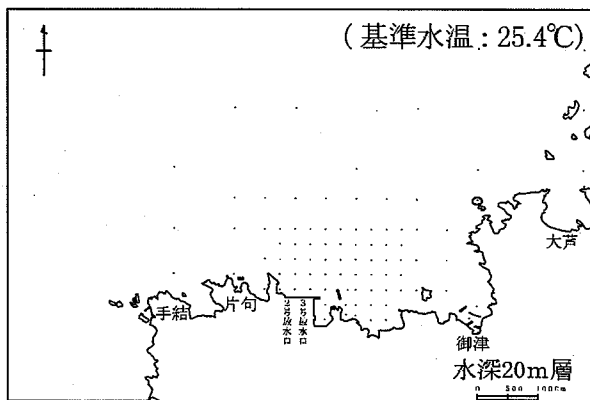 (基準水温:25.4℃)
大芦
手結
片句
2号放水口
3号放水口
御津
水深20m層
0 500 1000m